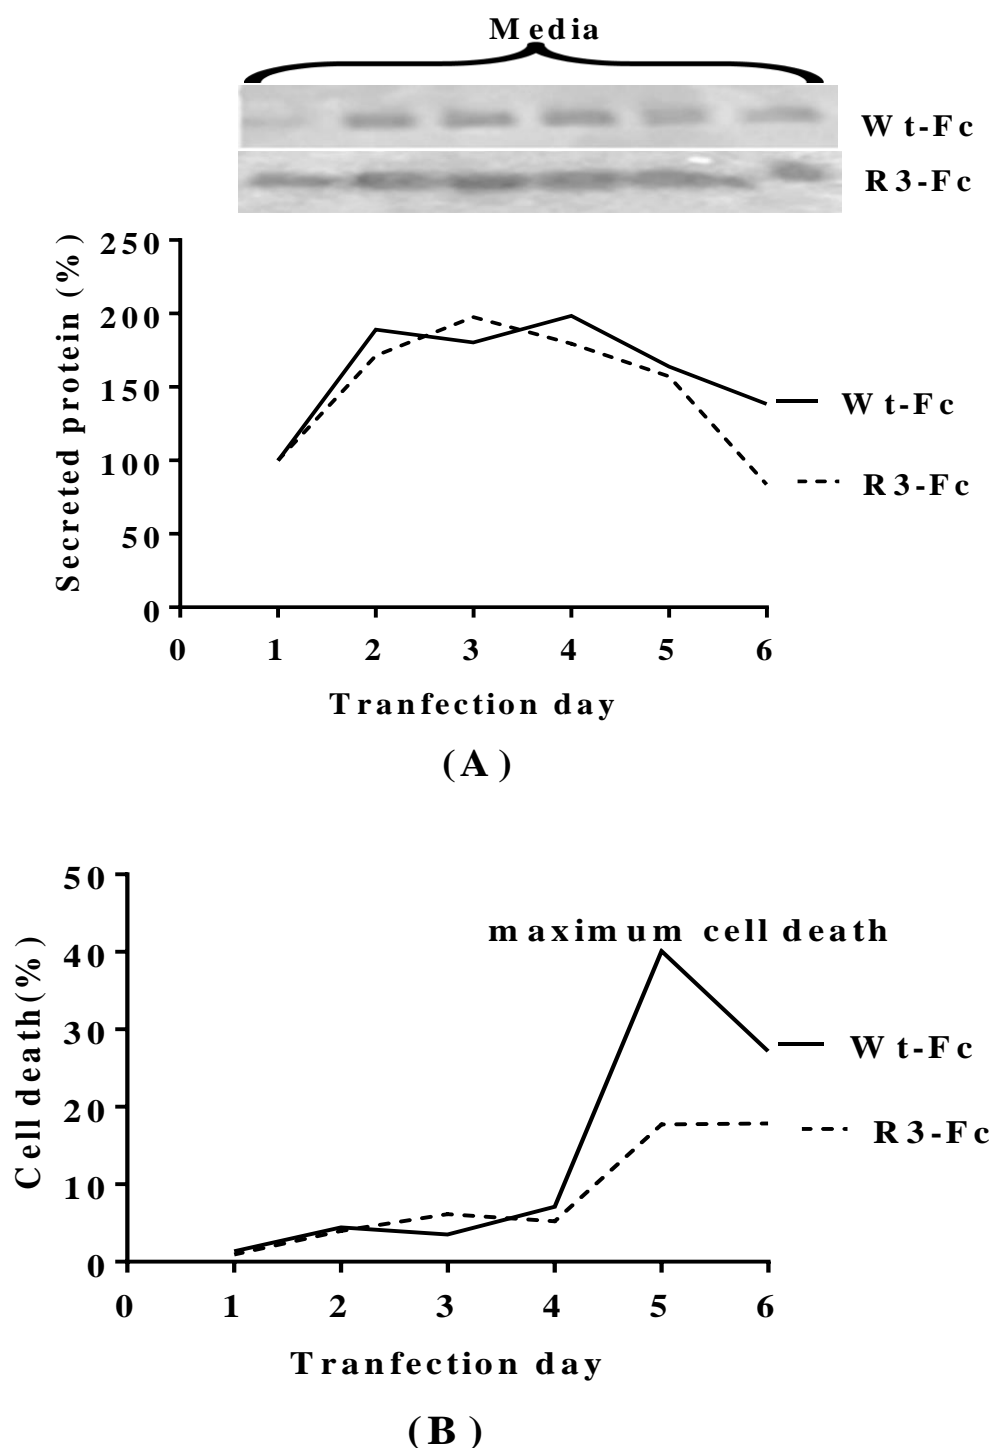 Media
Wt-Fc
R3-Fc
Secreted protein (%)
250
200
150
100
50
0
Wt-Fc
R3-Fc
0 1 2 3 4 5 6
Tranfection day
(A)
Cell death(%)
50
40
30
20
10
0
maximum cell death
Wt-Fc
R3-Fc
0 1 2 3 4 5 6
Tranfection day
(B)